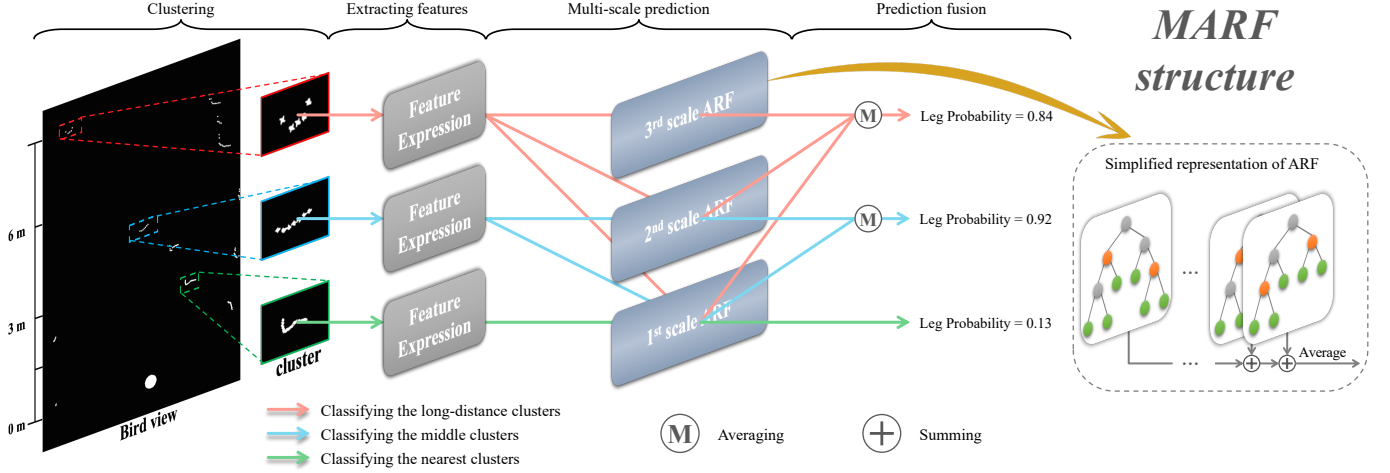 Clustering
Extracting features
Multi-scale prediction
Prediction fusion
MARF
structure
6 m
3 m
0 m
Bird view
cluster
Feature
Expression
Feature
Expression
Feature
Expression
3rd scale ARF
2nd scale ARF
1st scale ARF
M
M
Leg Probability = 0.84
Leg Probability = 0.92
Leg Probability = 0.13
Simplified representation of ARF
...
...
+
+
Average
Classifying the long-distance clusters
Classifying the middle clusters
Classifying the nearest clusters
M
Averaging
+
Summing